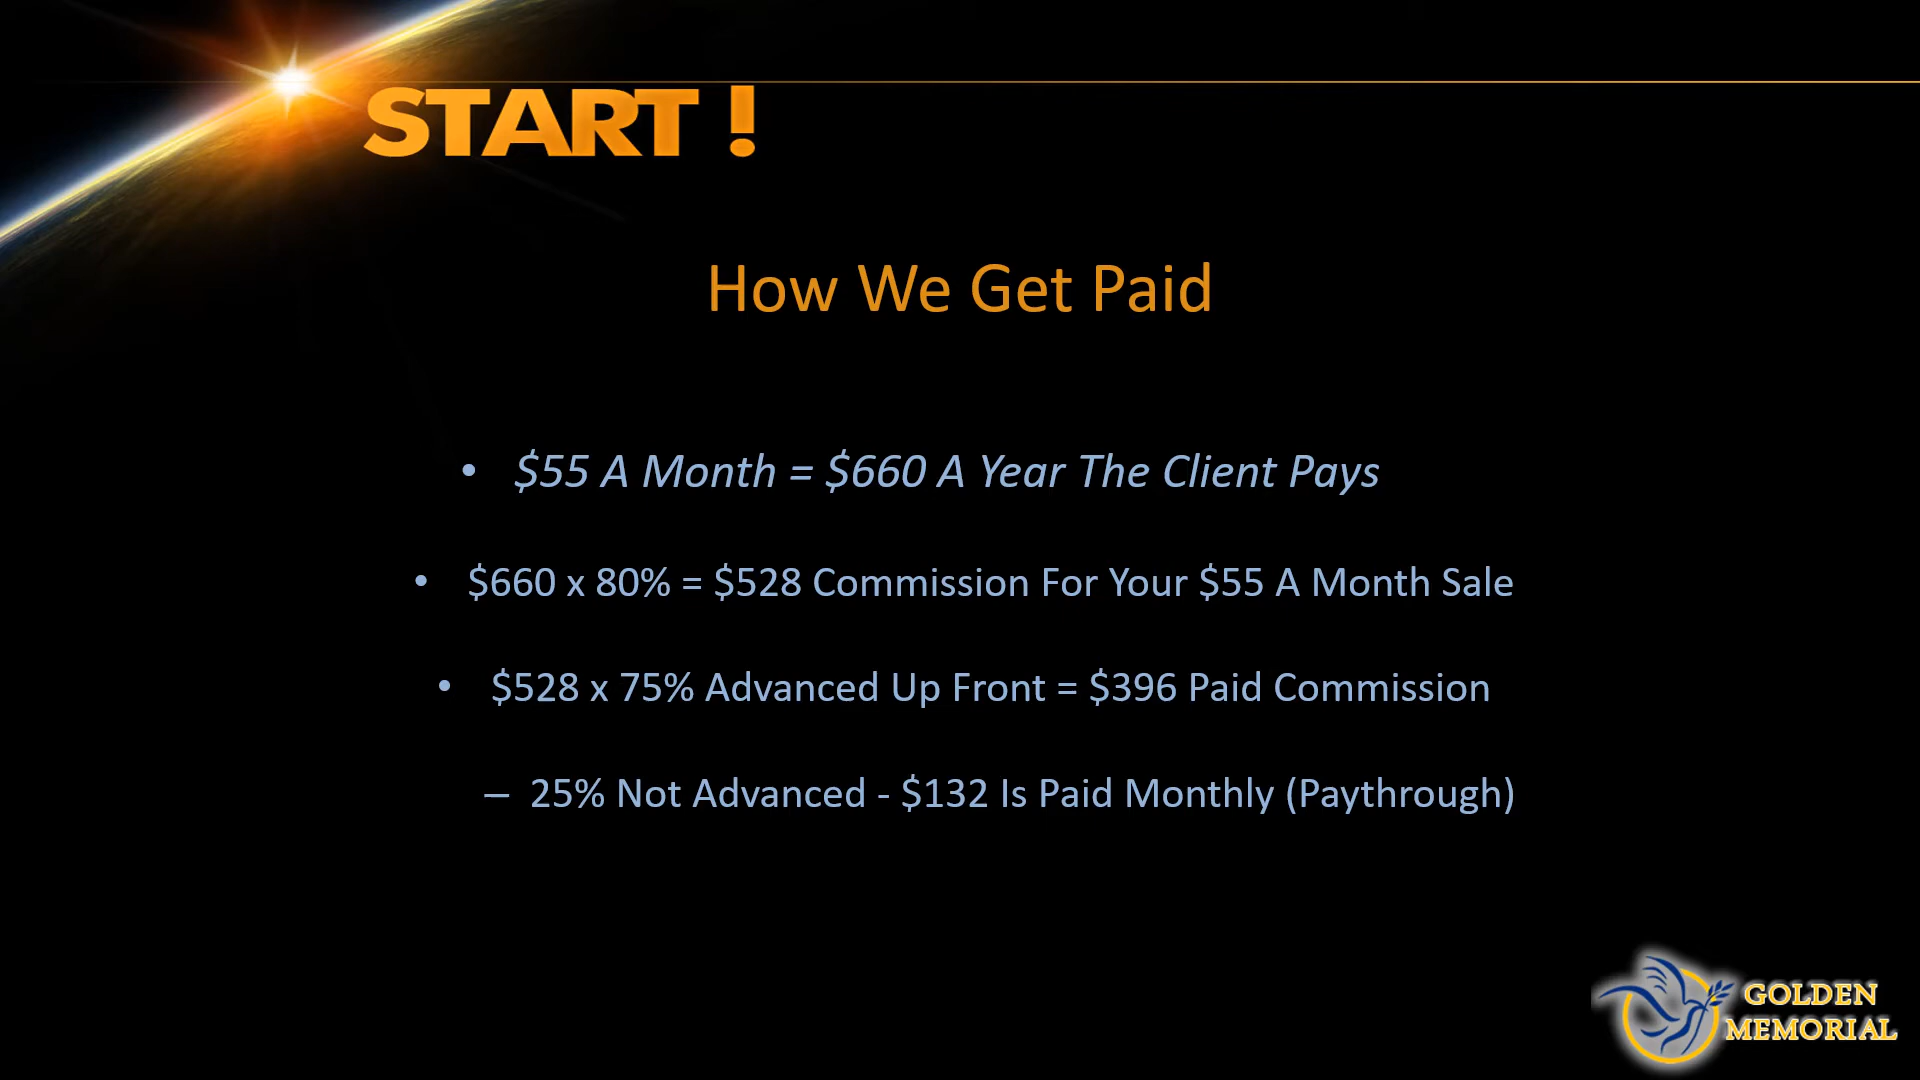 START !
How We Get Paid
• $55 A Month = $660 A Year The Client Pays
• $660 x 80% = $528 Commission For Your $55 A Month Sale
• $528 x 75% Advanced Up Front = $396 Paid Commission
– 25% Not Advanced - $132 Is Paid Monthly (Paythrough)
GOLDEN
MEMORIAL